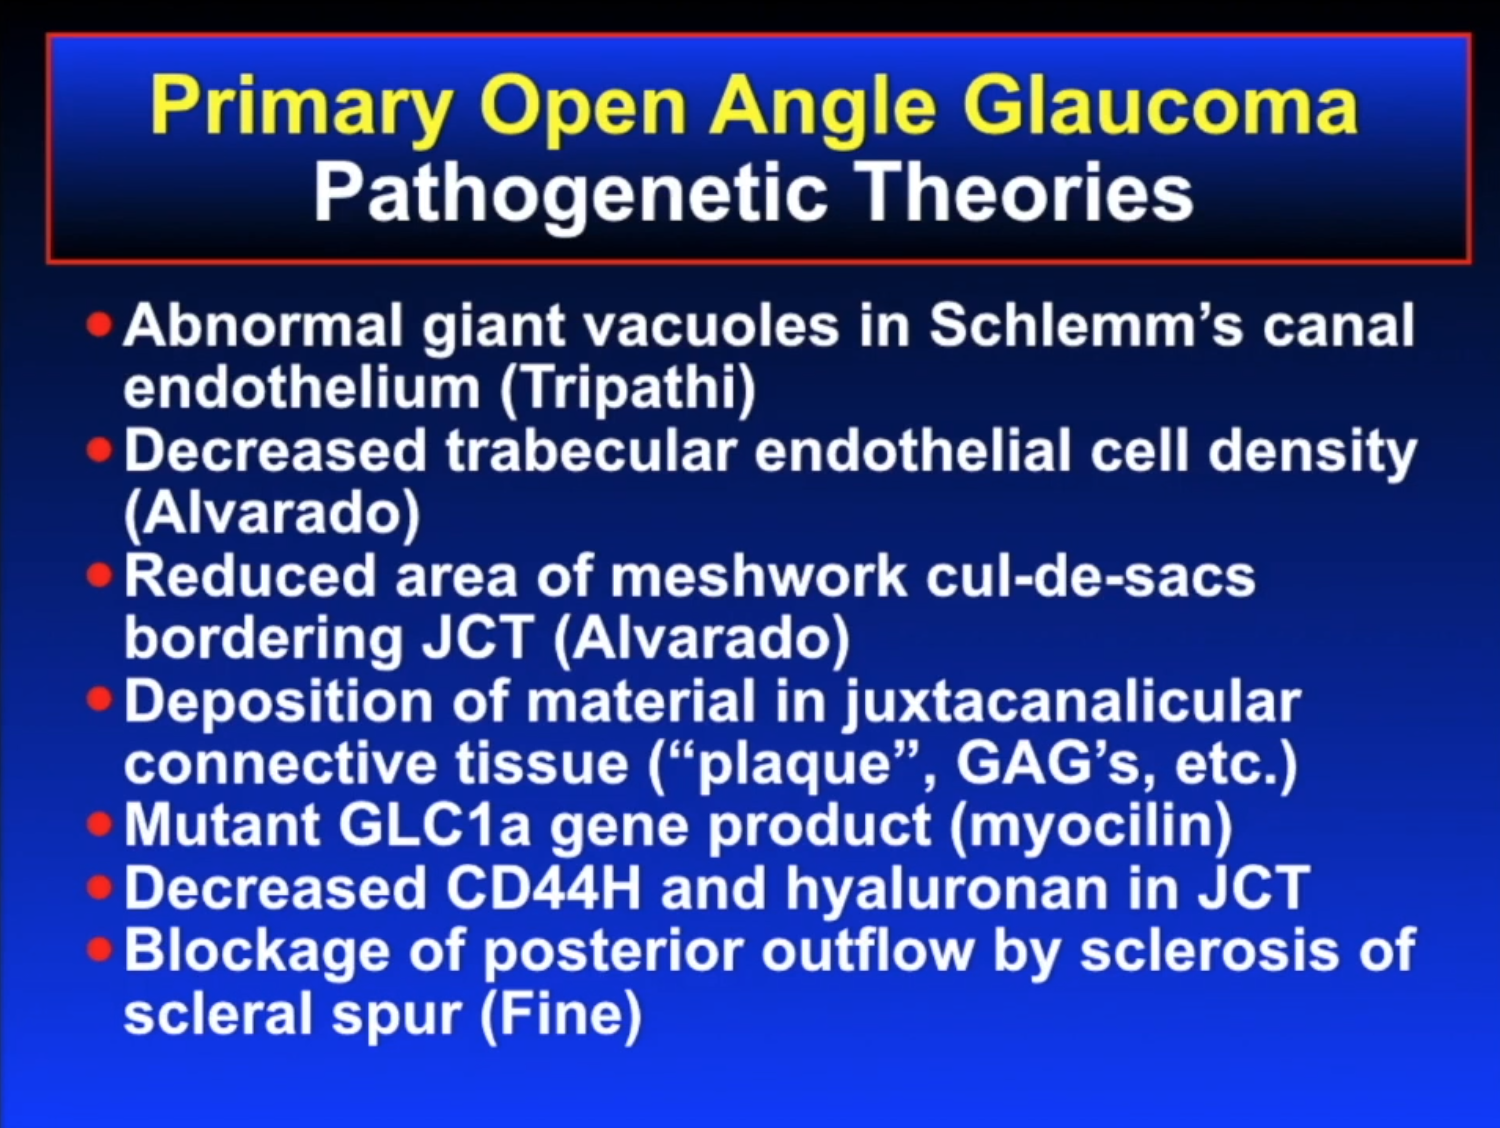 Primary Open Angle Glaucoma
Pathogenetic Theories
• Abnormal giant vacuoles in Schlemm’s canal
endothelium (Tripathi)
• Decreased trabecular endothelial cell density
(Alvarado)
• Reduced area of meshwork cul-de-sacs
bordering JCT (Alvarado)
• Deposition of material in juxtacanalicular
connective tissue (“plaque”, GAG’s, etc.)
• Mutant GLC1a gene product (myocilin)
• Decreased CD44H and hyaluronan in JCT
• Blockage of posterior outflow by sclerosis of
scleral spur (Fine)